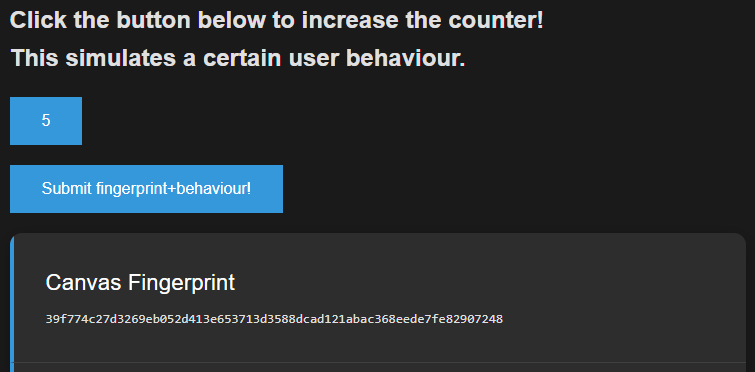 Click the button below to increase the counter!
This simulates a certain user behaviour.
5
Submit fingerprint+behaviour!
Canvas Fingerprint
39f774c27d3269eb052d413e653713d3588dcad121abac368eede7fe82907248